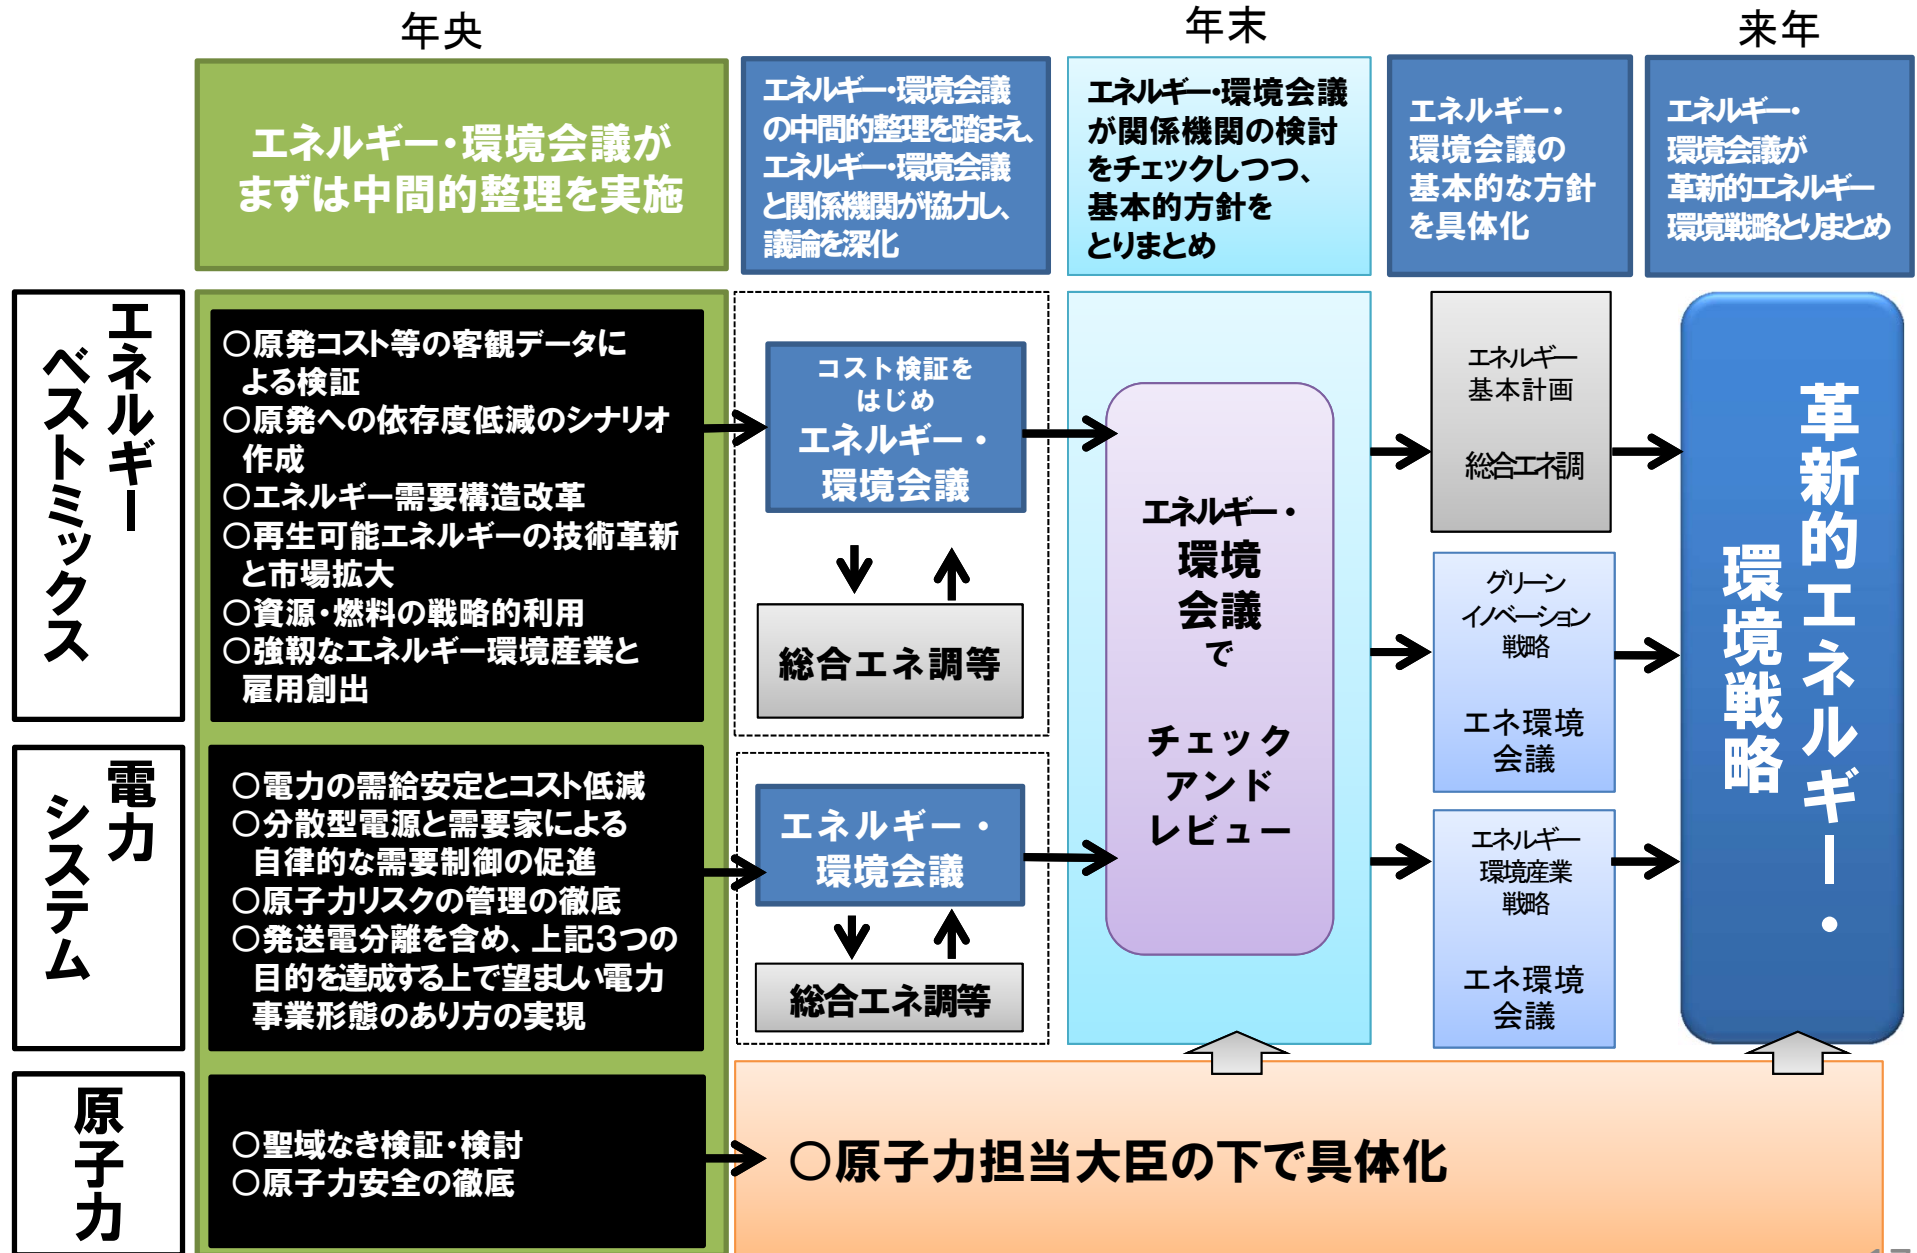 年央
年末
来年
エネルギー・環境会議が
まずは中間的整理を実施
エネルギー・環境会議
の中間的整理を踏まえ、
エネルギー・環境会議
と関係機関が協力し、
議論を深化
エネルギー・環境会議
が関係機関の検討
をチェックしつつ、
基本的方針を
とりまとめ
エネルギー・
環境会議の
基本的な方針
を具体化
エネルギー・
環境会議が
革新的エネルギー
環境戦略とりまとめ
エネルギー
ベストミックス
○原発コスト等の客観データに
よる検証
○原発への依存度低減のシナリオ
作成
○エネルギー需要構造改革
○再生可能エネルギーの技術革新
と市場拡大
○資源・燃料の戦略的利用
○強靭なエネルギー環境産業と
雇用創出
コスト検証を
はじめ
エネルギー・
環境会議
総合エネ調等
エネルギー・
環境
会議
で
チェック
アンド
レビュー
エネルギー
基本計画
総合エネ調
グリーン
イノベーション
戦略
エネ環境
会議
エネルギー
環境産業
戦略
エネ環境
会議
革新的エネルギー・
環境戦略
電力
システム
○電力の需給安定とコスト低減
○分散型電源と需要家による
自律的な需要制御の促進
○原子力リスクの管理の徹底
○発送電分離を含め、上記3つの
目的を達成する上で望ましい電力
事業形態のあり方の実現
エネルギー・
環境会議
総合エネ調等
原子力
○聖域なき検証・検討
○原子力安全の徹底
○原子力担当大臣の下で具体化